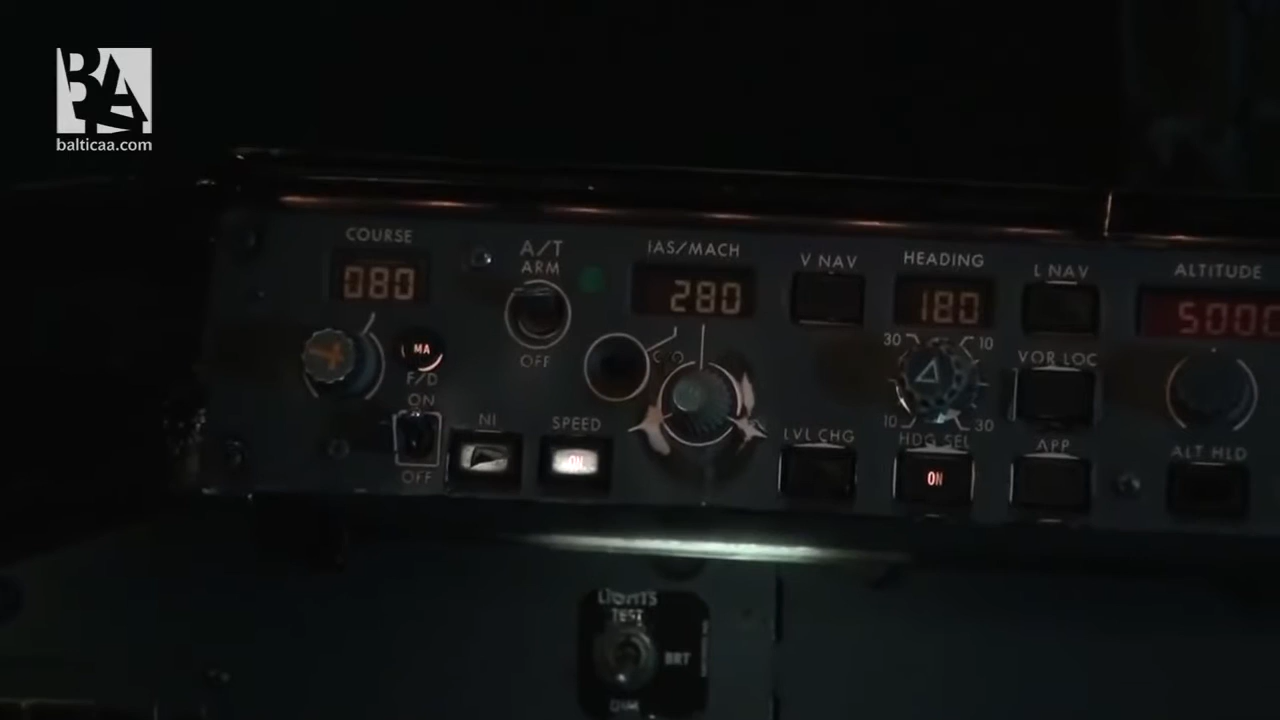 BA
balticaa.com
COURSE
080
A/T
ARM
OFF
IAS/MACH
280
V NAV
HEADING
180
L NAV
ALTITUDE
5000
MA
F/D
ON
OFF
C/O
30
10
10
30
VOR LOC
N1
SPEED
ON
LVL CHG
HDG SEL
ON
APP
ALT HLD
LIGHTS
TEST
BRT
DIM